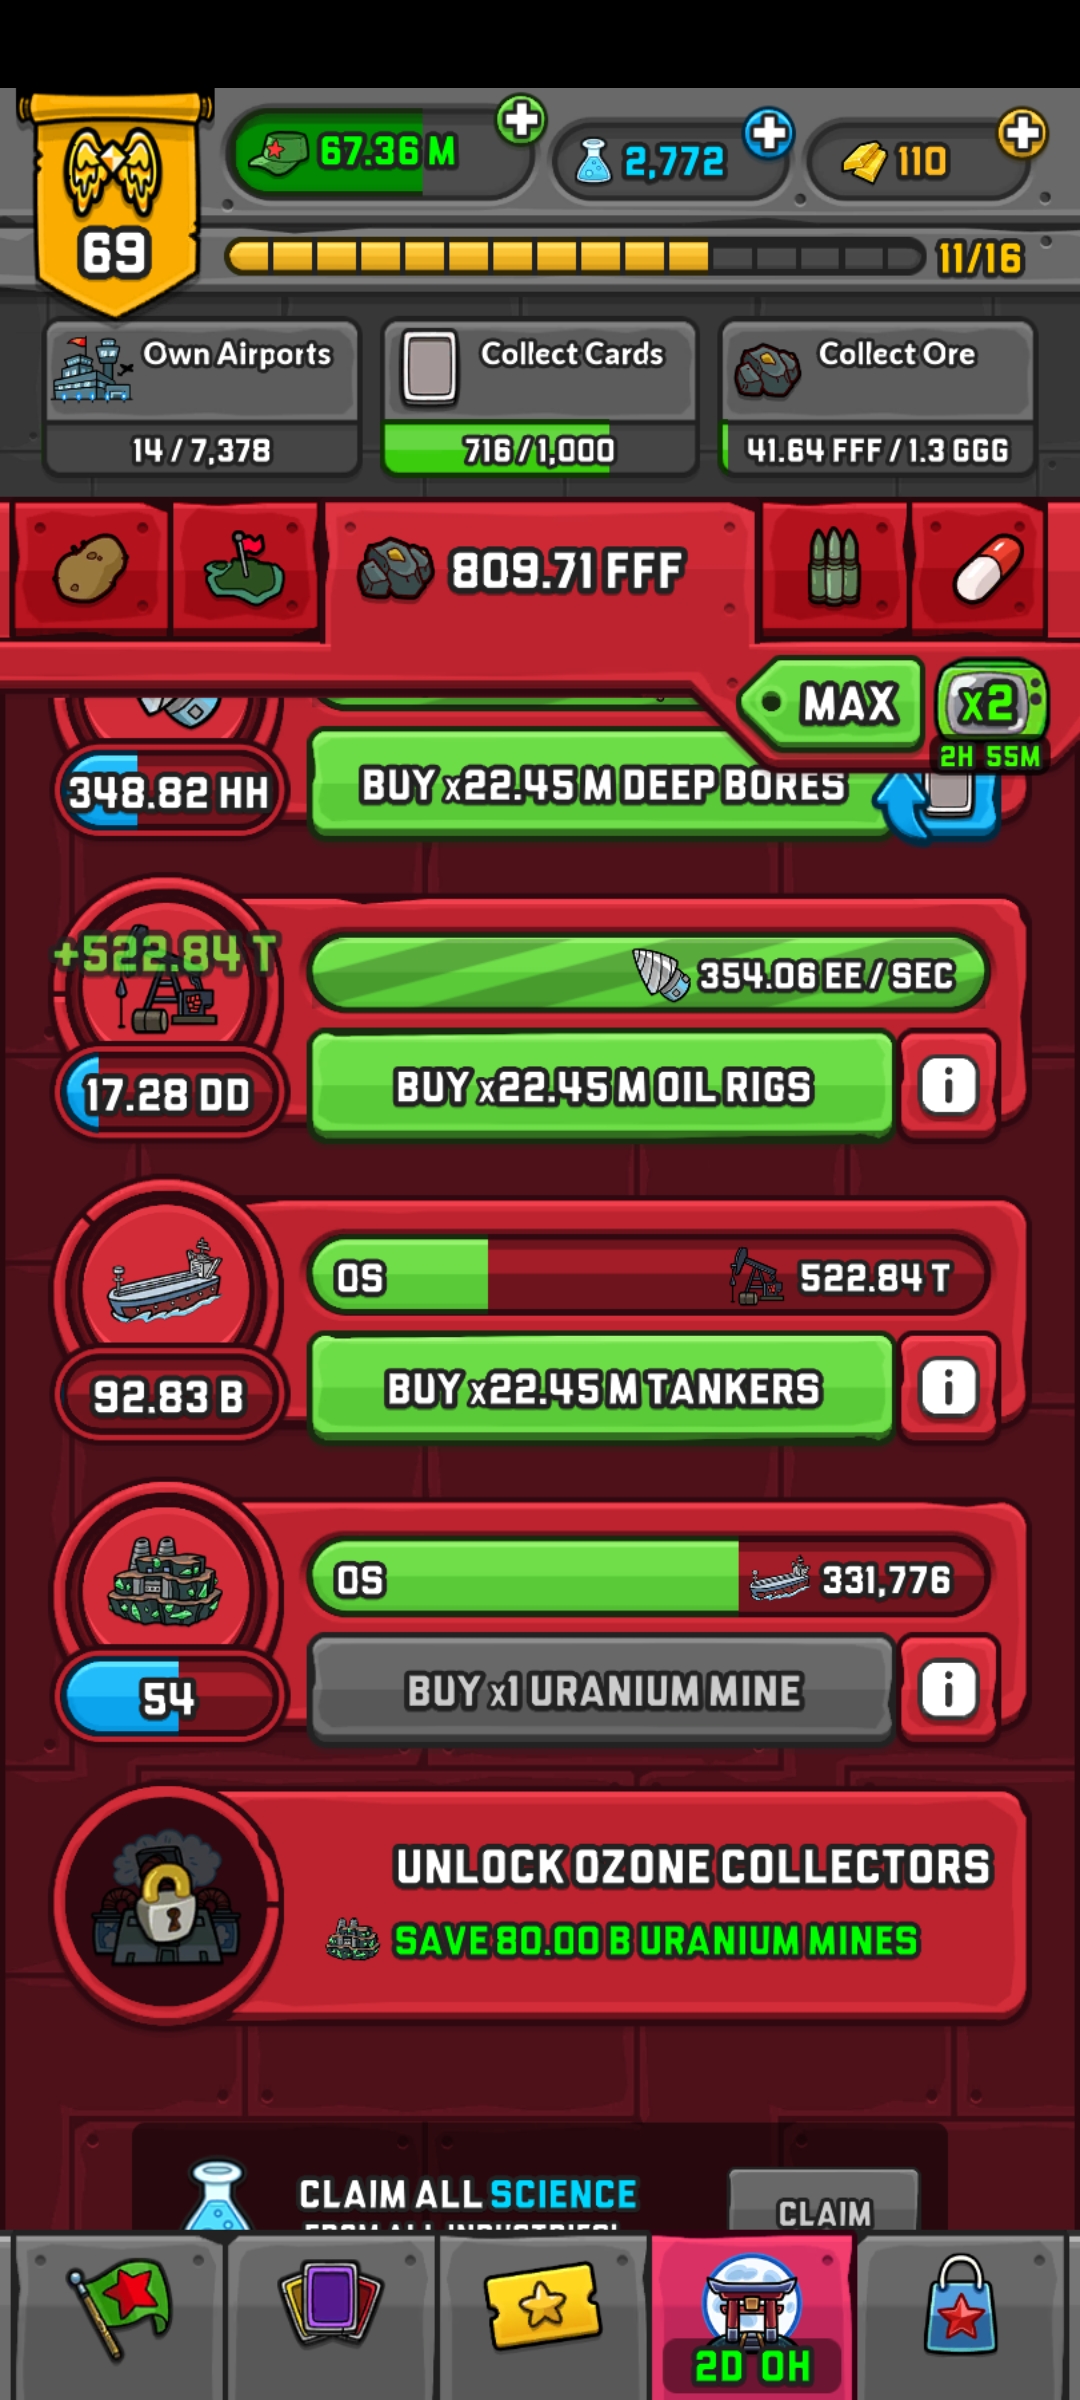 67.36 M
2,772
110
69
11/16
Own Airports
Collect Cards
Collect Ore
14 / 7,378
716 / 1,000
41.64 FFF / 1.3 GGG
809.71 FFF
MAX
x2
2H 55M
348.82 HH
BUY x22.45 M DEEP BORES
+522.84 T
354.06 EE / SEC
17.28 DD
BUY x22.45 M OIL RIGS
i
0S
522.84 T
92.83 B
BUY x22.45 M TANKERS
i
0S
331,776
54
BUY x1 URANIUM MINE
i
UNLOCK OZONE COLLECTORS
SAVE 80.00 B URANIUM MINES
CLAIM ALL SCIENCE
FROM ALL INDUSTRIES!
CLAIM
2D 0H